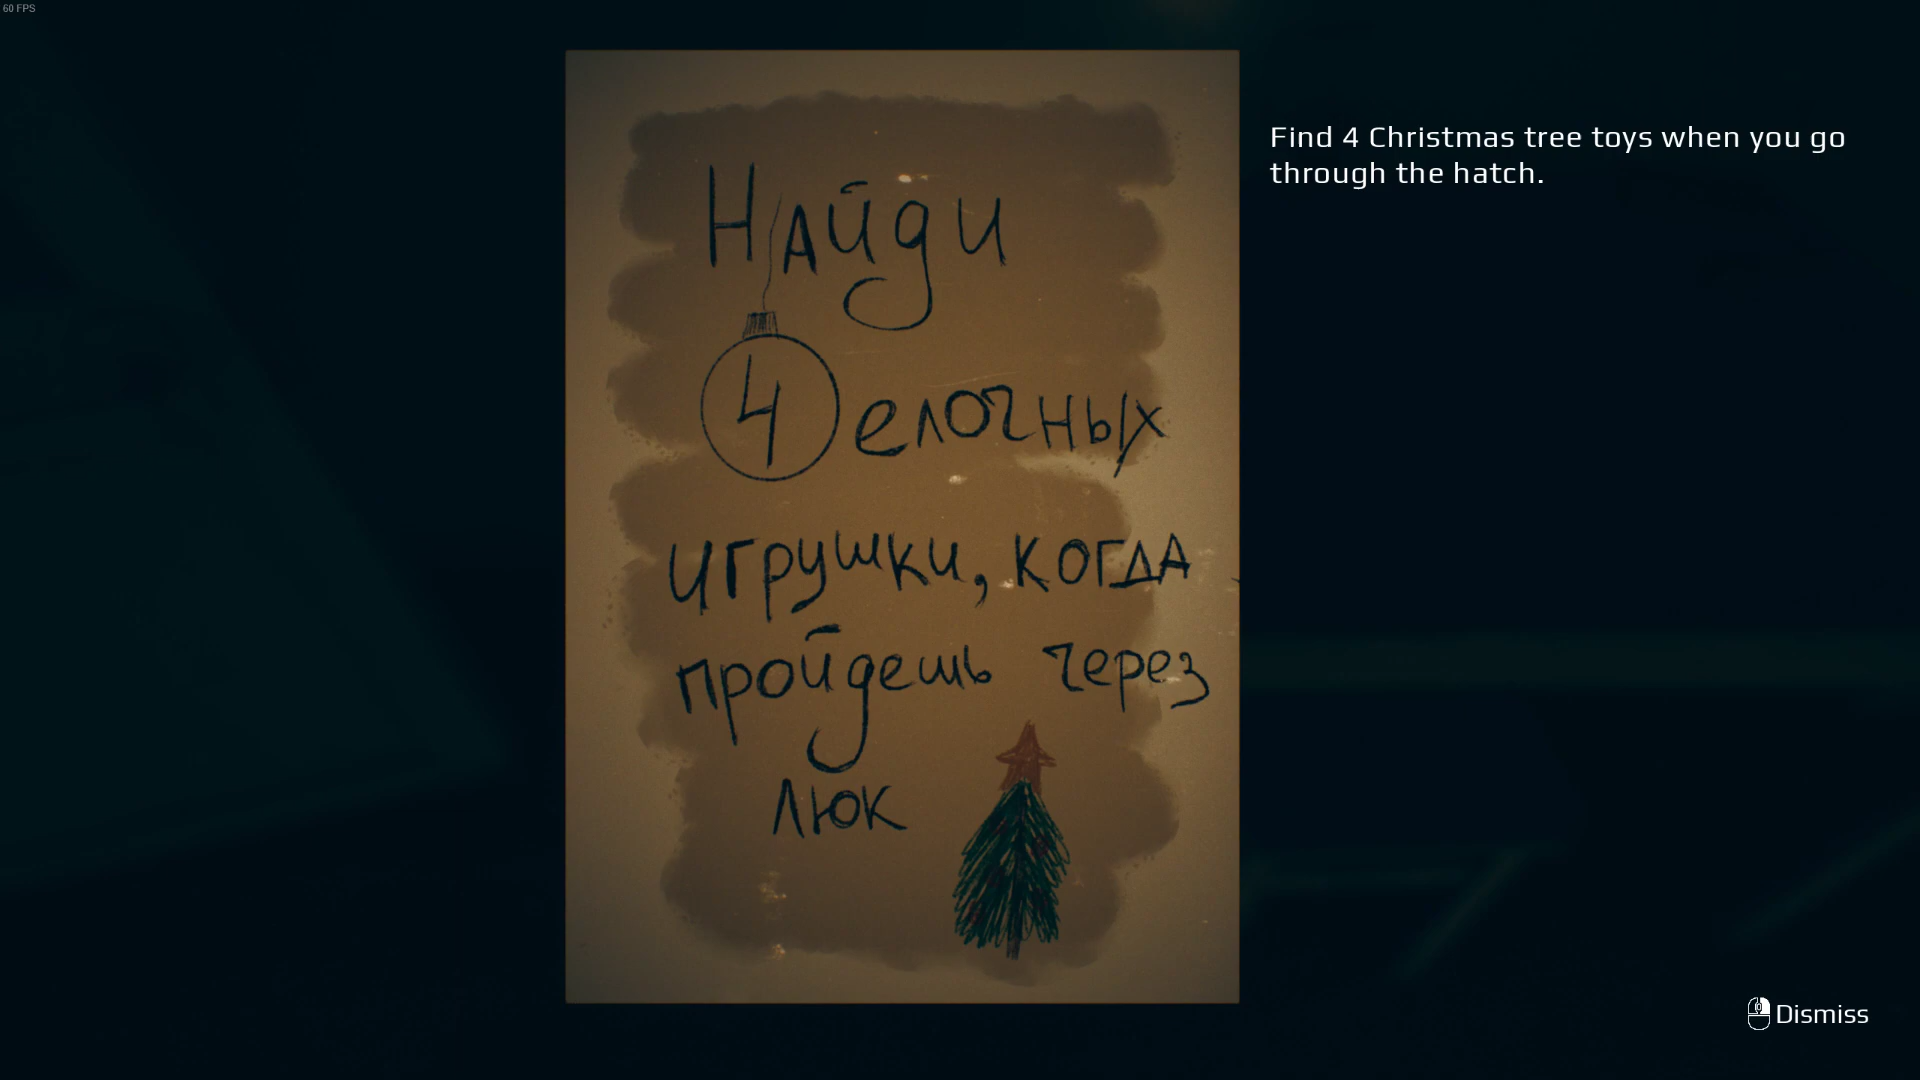 60 FPS
Найди
4 елочных
игрушки, когда
пройдешь через
люк
Find 4 Christmas tree toys when you go
through the hatch.
Dismiss